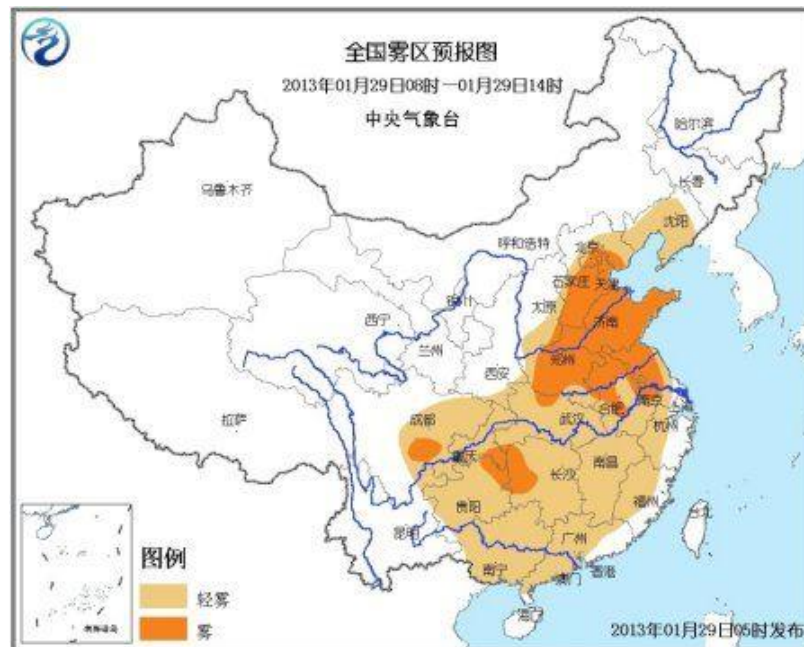 全国雾区预报图
2013年01月29日08时—01月29日14时
中央气象台
哈尔滨
长春
乌鲁木齐
沈阳
呼和浩特
北京
石家庄
天津
太原
银川
济南
西宁
兰州
郑州
西安
南京
合肥
上海
成都
武汉
杭州
拉萨
重庆
南昌
长沙
贵阳
福州
台北
昆明
广州
南宁
澳门
香港
海口
图例
轻雾
雾
南海诸岛
2013年01月29日05时发布